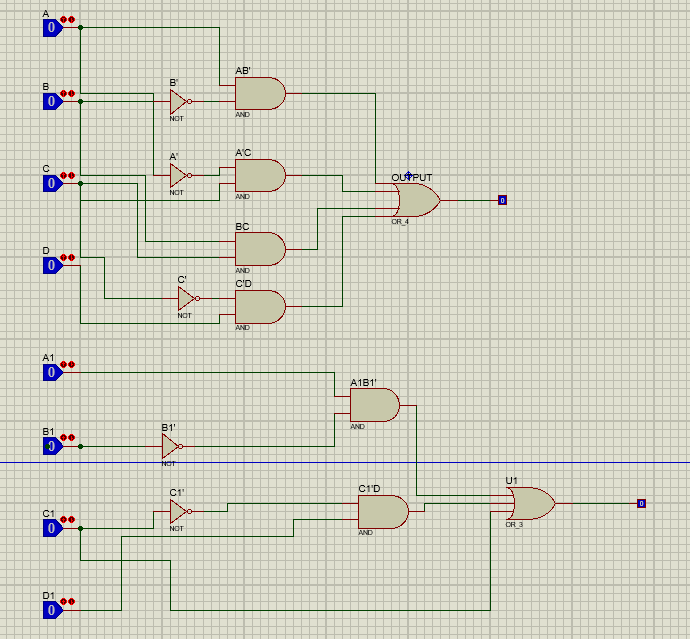 A
0
B
0
B'
NOT
AB'
AND
A'
NOT
A'C
AND
C
0
OUTPUT
OR_4
0
BC
AND
D
0
C'
NOT
C'D
AND
A1
0
A1B1'
AND
B1
0
B1'
NOT
C1
0
C1'
NOT
C1'D
AND
U1
OR_3
0
D1
0